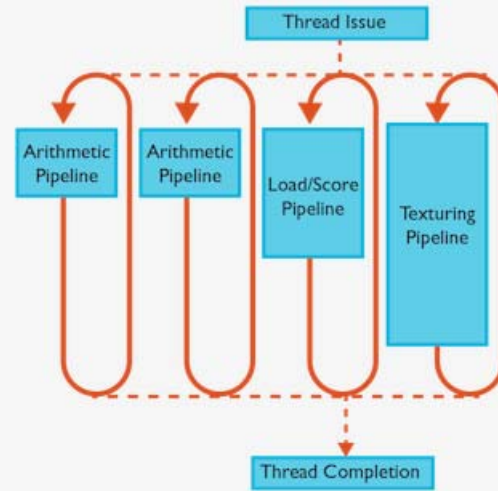 Thread Issue
Arithmetic
Pipeline
Arithmetic
Pipeline
Load/Score
Pipeline
Texturing
Pipeline
Thread Completion